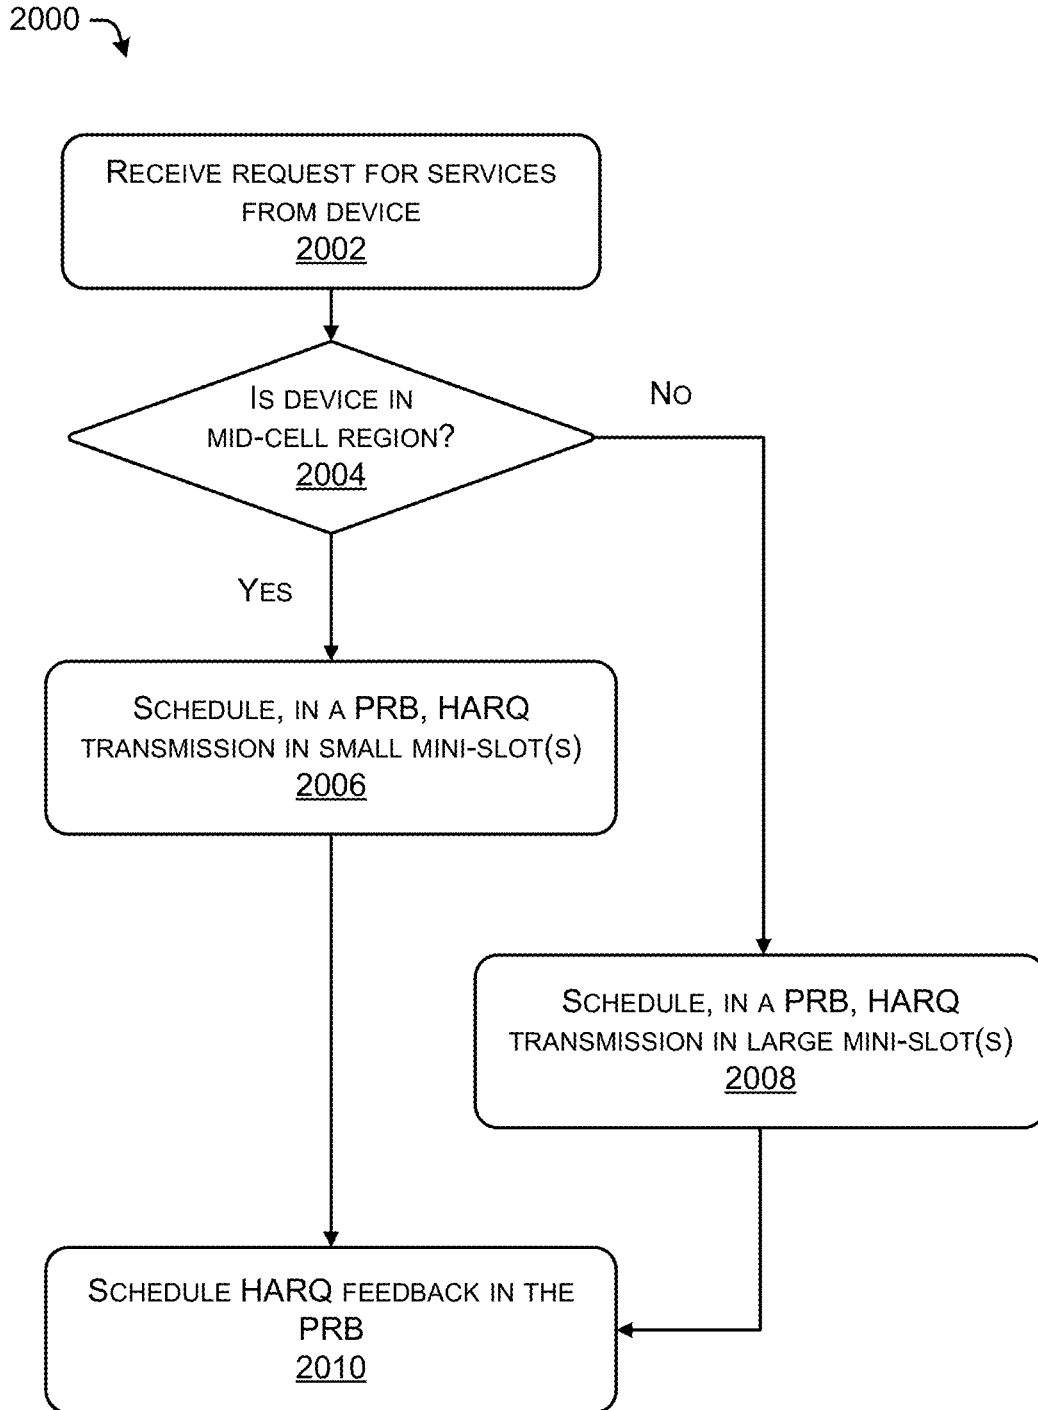 2000
RECEIVE REQUEST FOR SERVICES
FROM DEVICE
2002
IS DEVICE IN
MID-CELL REGION?
2004
NO
YES
SCHEDULE, IN A PRB, HARQ
TRANSMISSION IN SMALL MINI-SLOT(S)
2006
SCHEDULE, IN A PRB, HARQ
TRANSMISSION IN LARGE MINI-SLOT(S)
2008
SCHEDULE HARQ FEEDBACK IN THE
PRB
2010